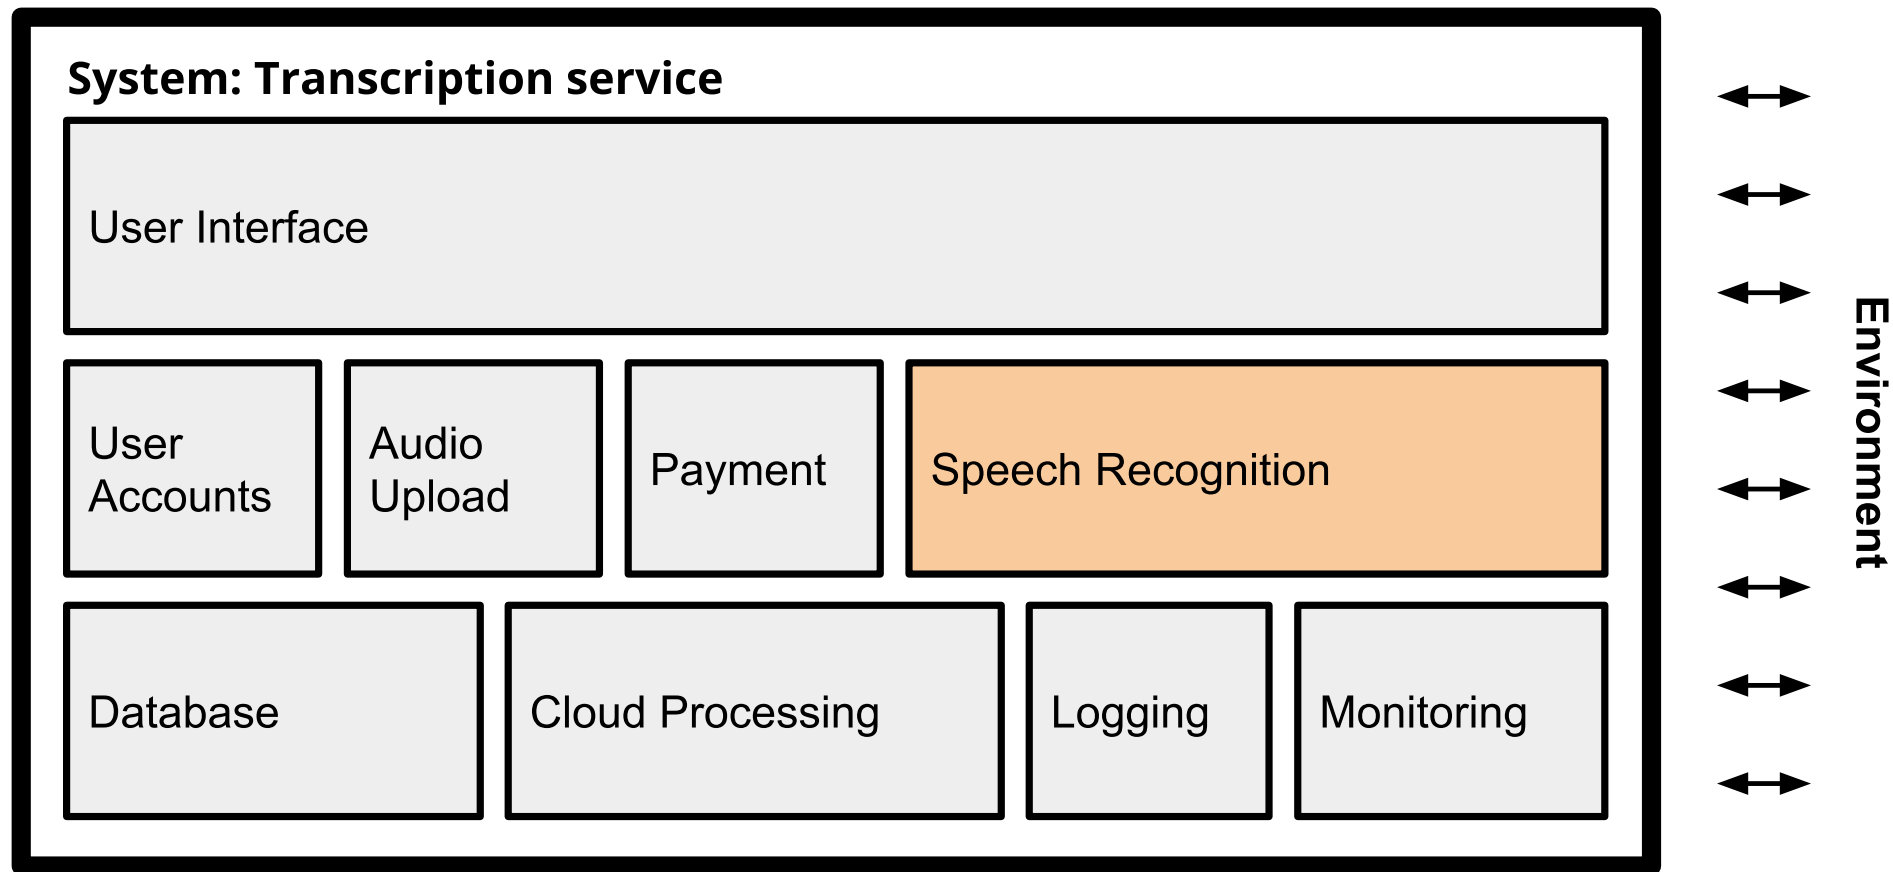 System: Transcription service
User Interface
User
Accounts
Audio
Upload
Payment
Speech Recognition
Database
Cloud Processing
Logging
Monitoring
Environment